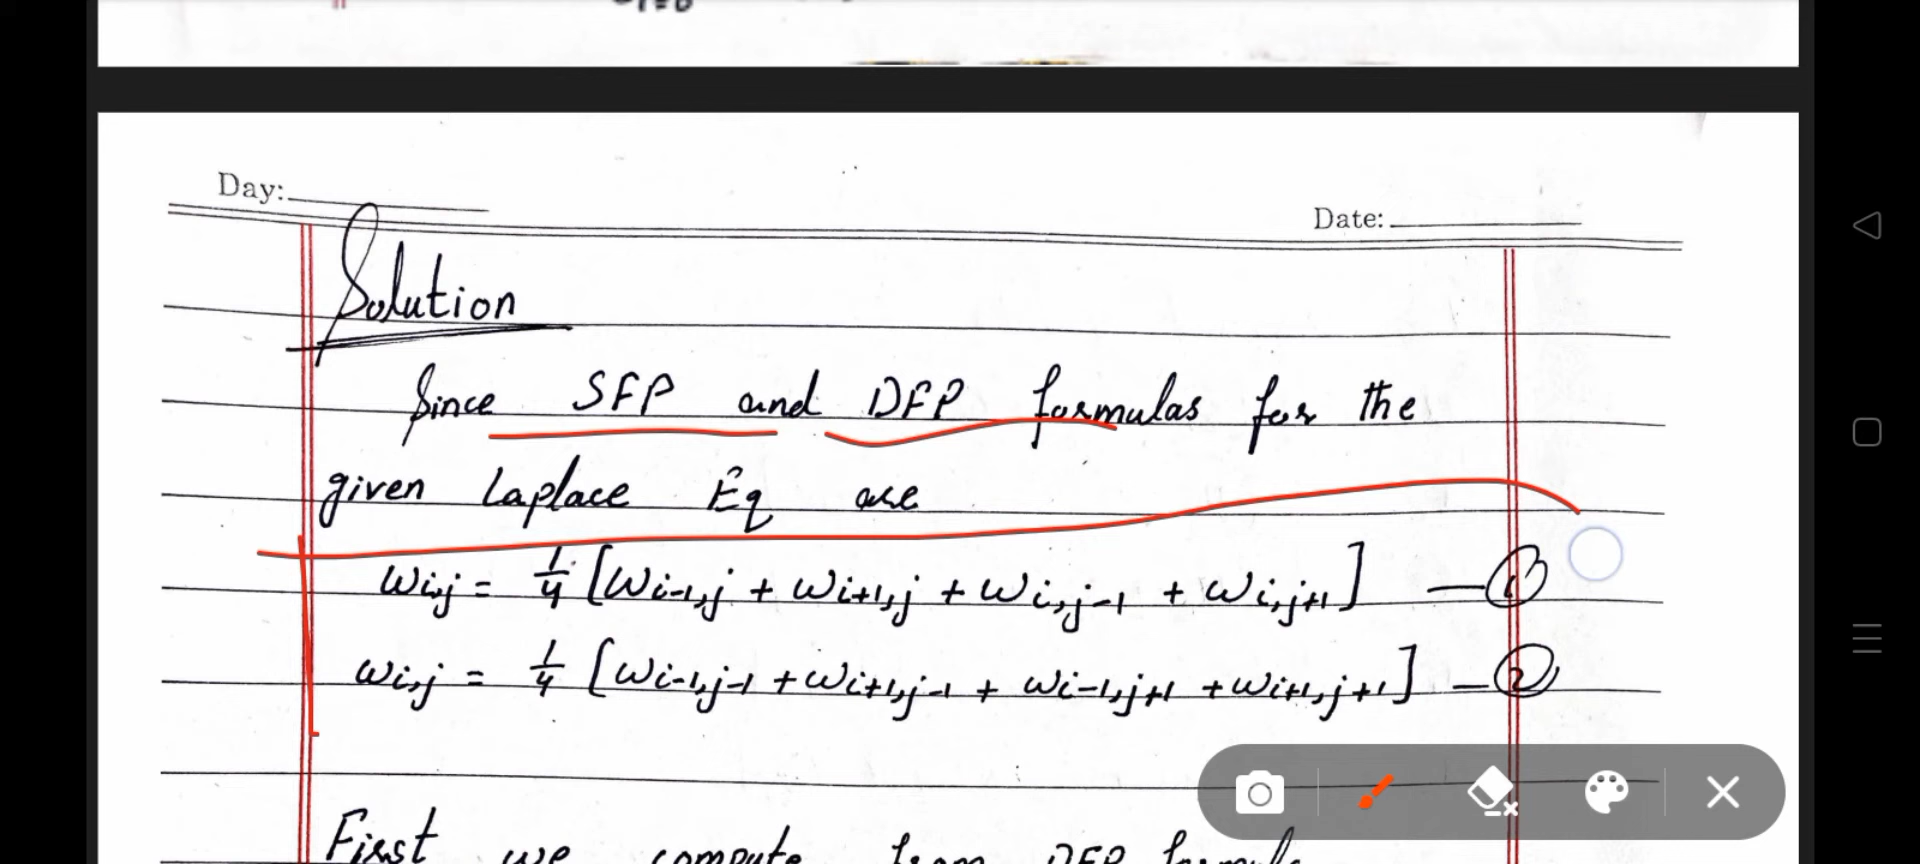 Day:
Date:
Solution
Since SFP and DFP formulas for the
given Laplace Eq are
wi,j = 1/4 [wi-1,j + wi+1,j + wi,j-1 + wi,j+1] — ①
wi,j = 1/4 [wi-1,j-1 + wi+1,j-1 + wi-1,j+1 + wi+1,j+1] — ②
First we compute from DFP formula